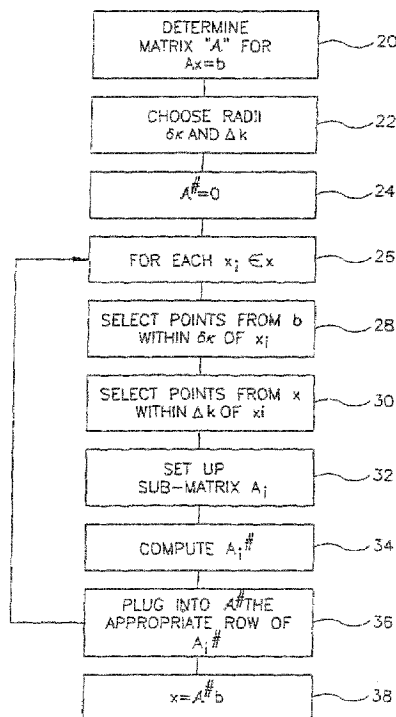 DETERMINE
MATRIX "A" FOR
Ax=b
20
CHOOSE RADII
δκ AND Δk
22
A#=0
24
FOR EACH xi ∈x
26
SELECT POINTS FROM b
WITHIN δκ OF xi
28
SELECT POINTS FROM x
WITHIN Δk OF xi
30
SET UP
SUB-MATRIX Ai
32
COMPUTE Ai#
34
PLUG INTO A# THE
APPROPRIATE ROW OF
Ai#
36
x=A#b
38